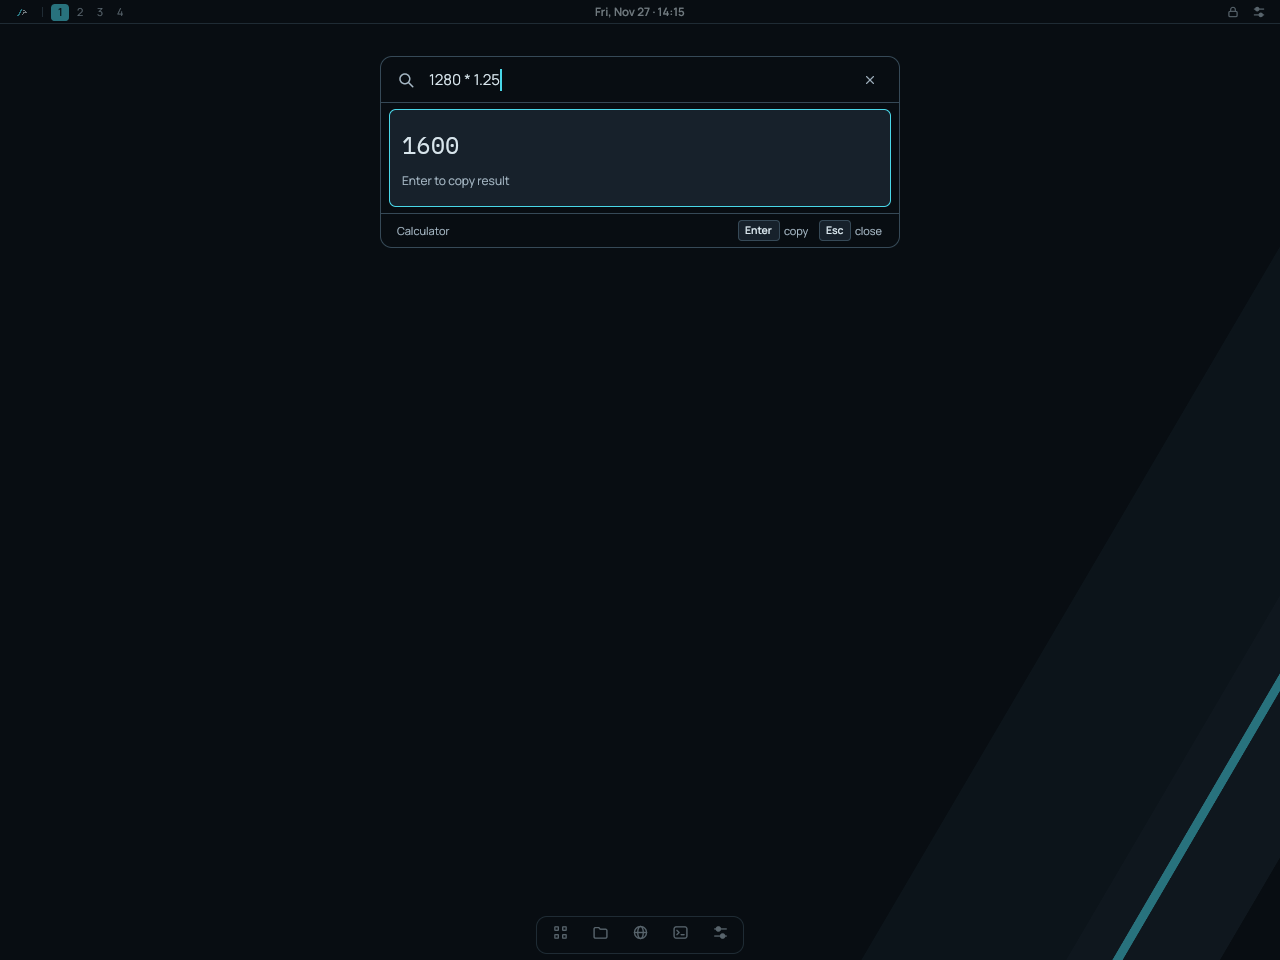 1 2 3 4
Fri, Nov 27 · 14:15
1280 * 1.25
1600
Enter to copy result
Calculator
Enter copy Esc close